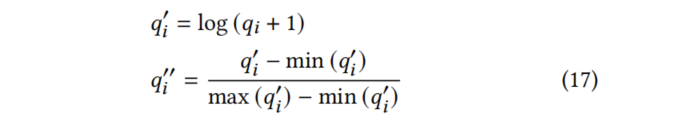 q′ᵢ = log (qᵢ + 1)
q′′ᵢ = (q′ᵢ − min (q′ᵢ)) / (max (q′ᵢ) − min (q′ᵢ)) (17)